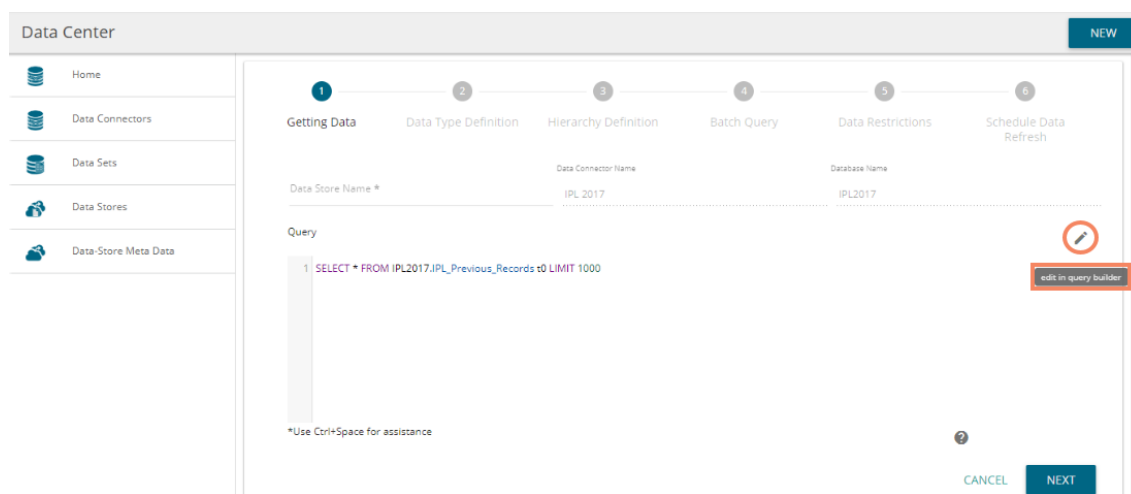 Data Center
NEW
Home
Data Connectors
Data Sets
Data Stores
Data-Store Meta Data
1 2 3 4 5 6
Getting Data Data Type Definition Hierarchy Definition Batch Query Data Restrictions Schedule Data
Refresh
Data Connector Name Database Name
Data Store Name * IPL 2017 IPL2017
Query
1 SELECT * FROM IPL2017.IPL_Previous_Records t0 LIMIT 1000
edit in query builder
*Use Ctrl+Space for assistance
?
CANCEL NEXT